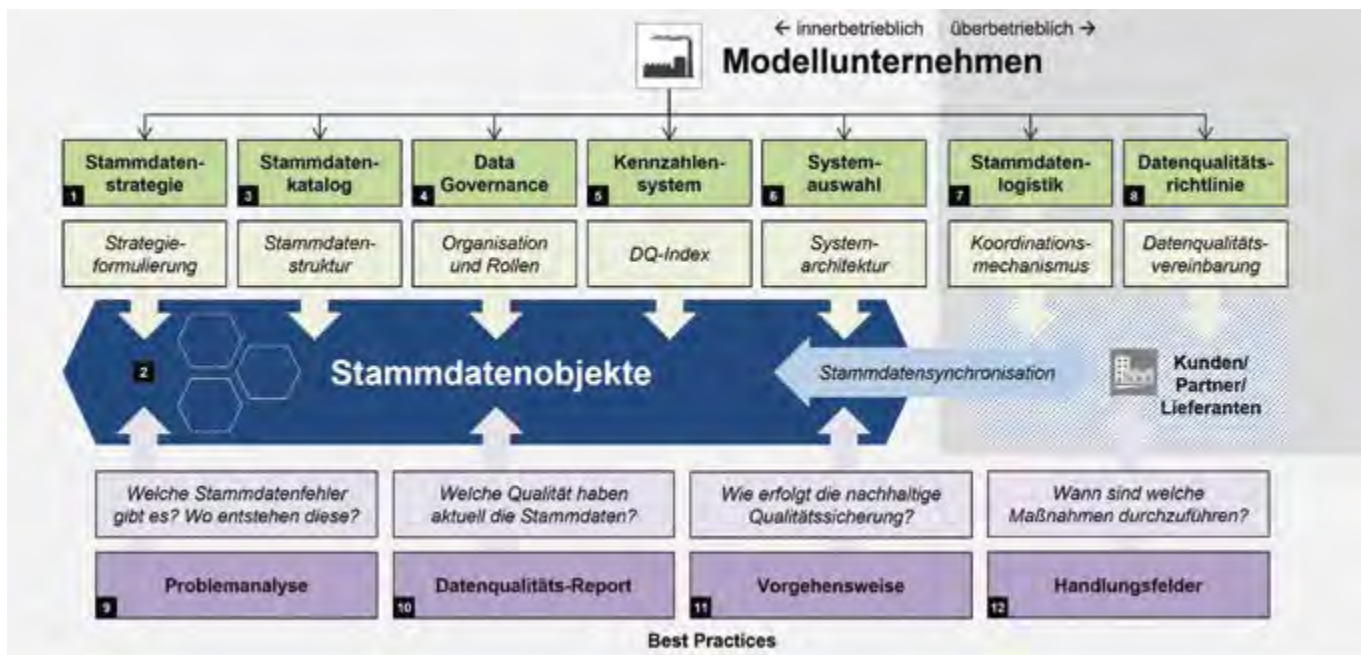 ← innerbetrieblich überbetrieblich →
Modellunternehmen
Stammdaten-
strategie
1
Stammdaten-
katalog
3
Data
Governance
4
Kennzahlen-
system
5
System-
auswahl
6
Stammdaten-
logistik
7
Datenqualitäts-
richtlinie
8
Strategie-
formulierung
Stammdaten-
struktur
Organisation
und Rollen
DQ-Index
System-
architektur
Koordinations-
mechanismus
Datenqualitäts-
vereinbarung
2
Stammdatenobjekte
Stammdatensynchronisation
Kunden/
Partner/
Lieferanten
Welche Stammdatenfehler
gibt es? Wo entstehen diese?
Welche Qualität haben
aktuell die Stammdaten?
Wie erfolgt die nachhaltige
Qualitätssicherung?
Wann sind welche
Maßnahmen durchzuführen?
Problemanalyse
9
Datenqualitäts-Report
10
Vorgehensweise
11
Handlungsfelder
12
Best Practices